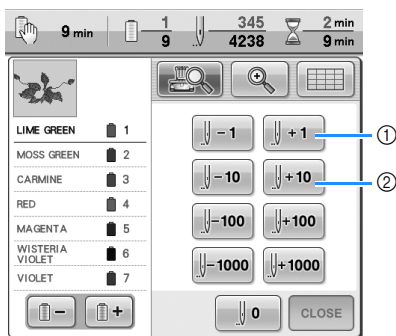 9 min 1 345 2 min
9 4238 9 min
LIME GREEN 1
MOSS GREEN 2
CARMINE 3
RED 4
MAGENTA 5
WISTERIA
VIOLET 6
VIOLET 7
- 1 + 1 ①
- 10 + 10 ②
-100 +100
-1000 +1000
- + 0 CLOSE